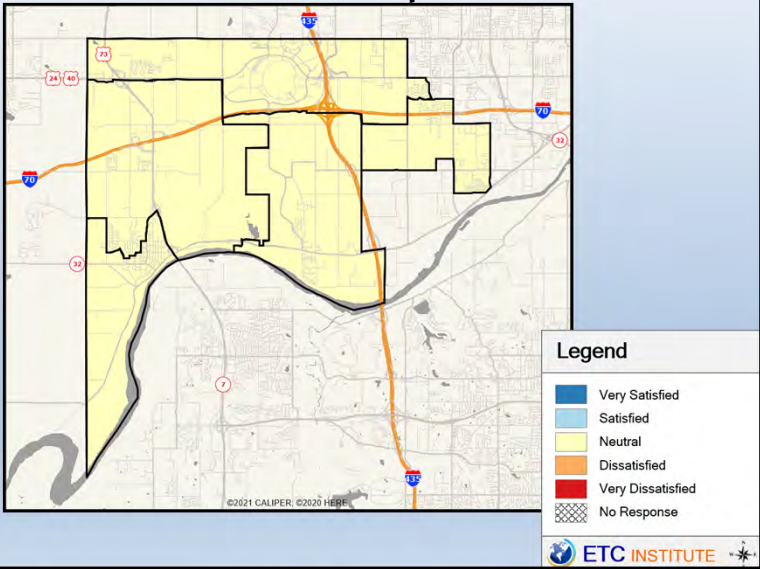 435
73
24
40
70
32
70
32
7
435
©2021 CALIPER; ©2020 HERE
Legend
Very Satisfied
Satisfied
Neutral
Dissatisfied
Very Dissatisfied
No Response
ETC INSTITUTE